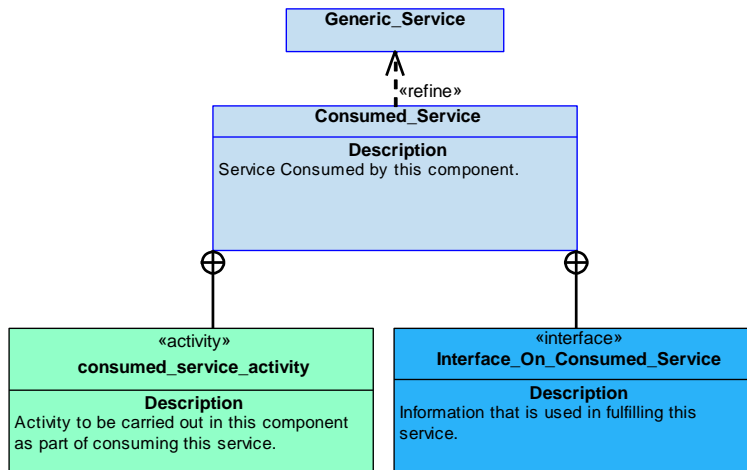 Generic_Service
«refine»
Consumed_Service
Description
Service Consumed by this component.
«activity»
consumed_service_activity
Description
Activity to be carried out in this component
as part of consuming this service.
«interface»
Interface_On_Consumed_Service
Description
Information that is used in fulfilling this
service.